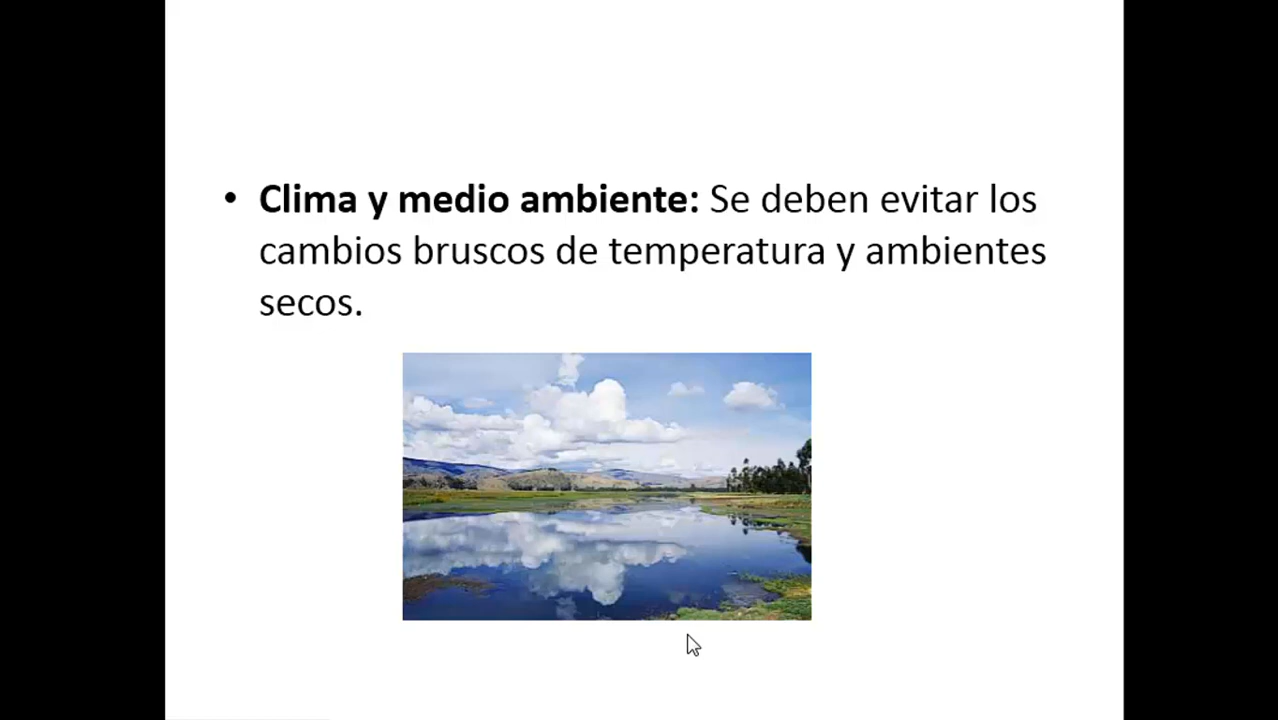 • Clima y medio ambiente: Se deben evitar los
cambios bruscos de temperatura y ambientes
secos.